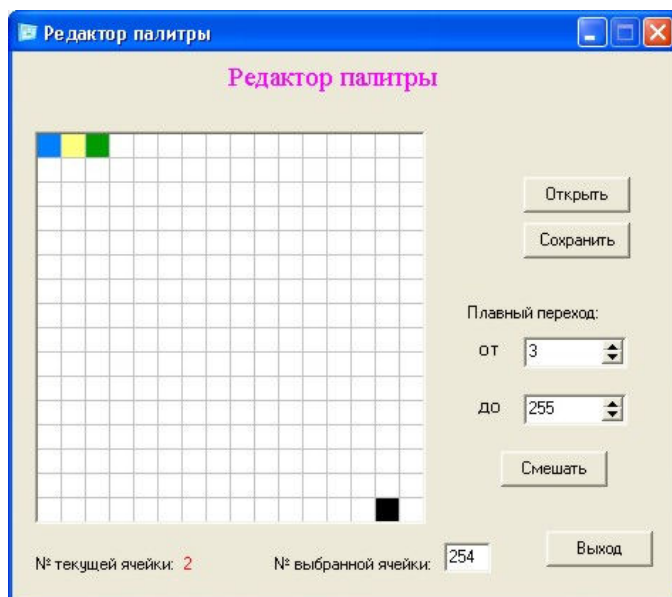 Редактор палитры
Редактор палитры
Открыть
Сохранить
Плавный переход:
от 3
до 255
Смешать
№ текущей ячейки: 2
№ выбранной ячейки: 254
Выход